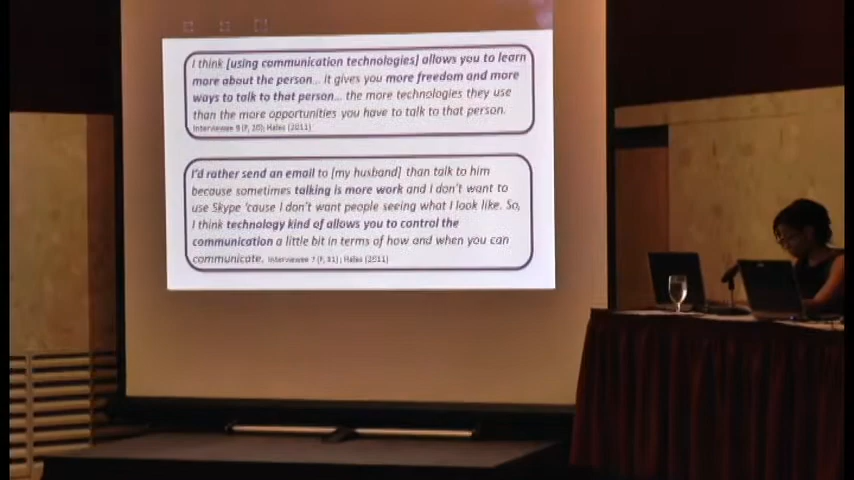 I think [using communication technologies] allows you to learn
more about the person... it gives you more freedom and more
ways to talk to that person... the more technologies they use
than the more opportunities you have to talk to that person.
Interviewee 9 (F, 30); Hales (2011)
I'd rather send an email to [my husband] than talk to him
because sometimes talking is more work and I don't want to
use Skype 'cause I don't want people seeing what I look like. So,
I think technology kind of allows you to control the
communication a little bit in terms of how and when you can
communicate. Interviewee 7 (F, 31); Hales (2011)